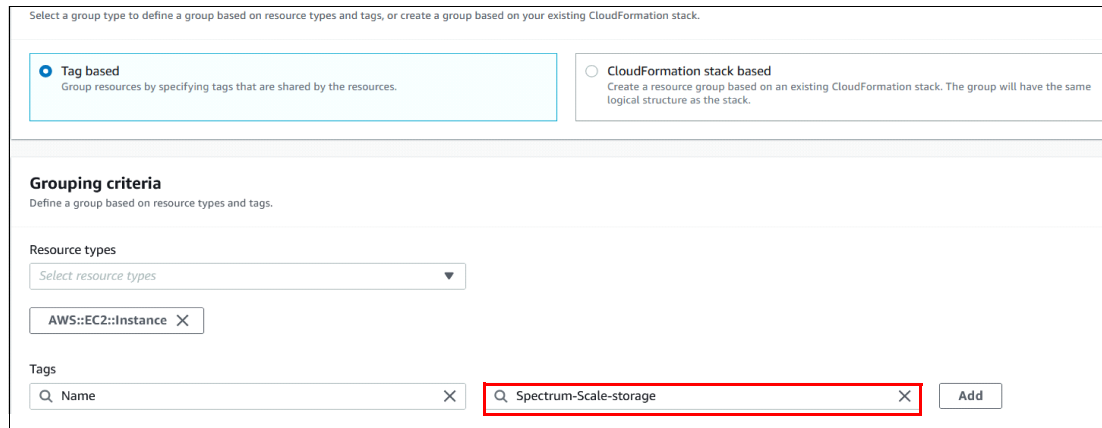 Select a group type to define a group based on resource types and tags, or create a group based on your existing CloudFormation stack.
Tag based
Group resources by specifying tags that are shared by the resources.
CloudFormation stack based
Create a resource group based on an existing CloudFormation stack. The group will have the same
logical structure as the stack.
Grouping criteria
Define a group based on resource types and tags.
Resource types
Select resource types
AWS::EC2::Instance
Tags
Name
Spectrum-Scale-storage
Add